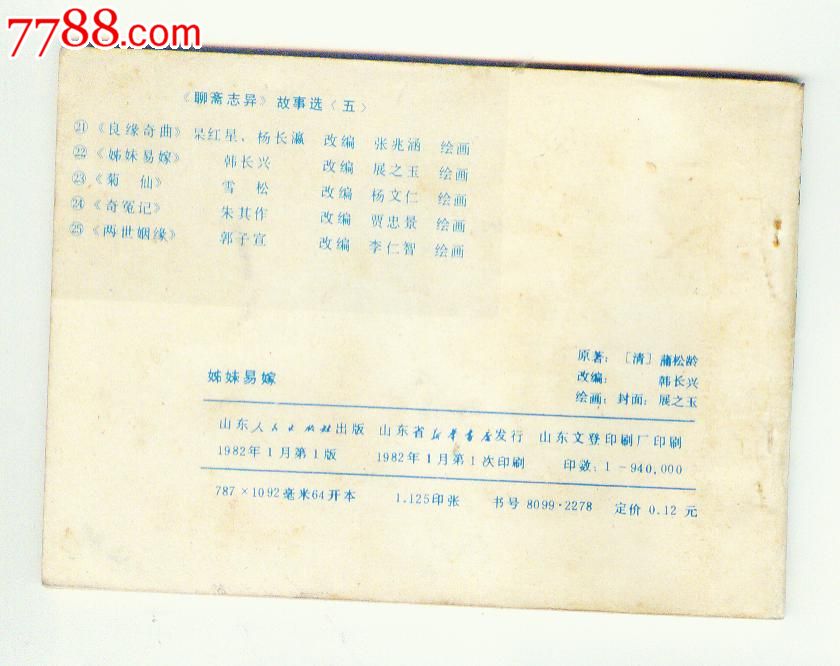 7788.com
中国收藏热线
《聊斋志异》故事选〈五〉
㉑《良缘奇曲》 杲红星、杨长瀛 改编 张兆涵 绘画
㉒《姊妹易嫁》 韩长兴 改编 展之玉 绘画
㉓《菊 仙》 雪 松 改编 杨文仁 绘画
㉔《奇冤记》 朱其作 改编 贾忠景 绘画
㉕《两世姻缘》 郭子宣 改编 李仁智 绘画
原著：〔清〕蒲松龄
改编： 韩长兴
绘画：封面：展之玉
姊妹易嫁
山东人民出版社出版 山东省新华书店发行 山东文登印刷厂印刷
1982年1月第1版 1982年1月第1次印刷 印数：1－940,000
787×1092毫米64开本 1.125印张 书号 8099·2278 定价 0.12 元